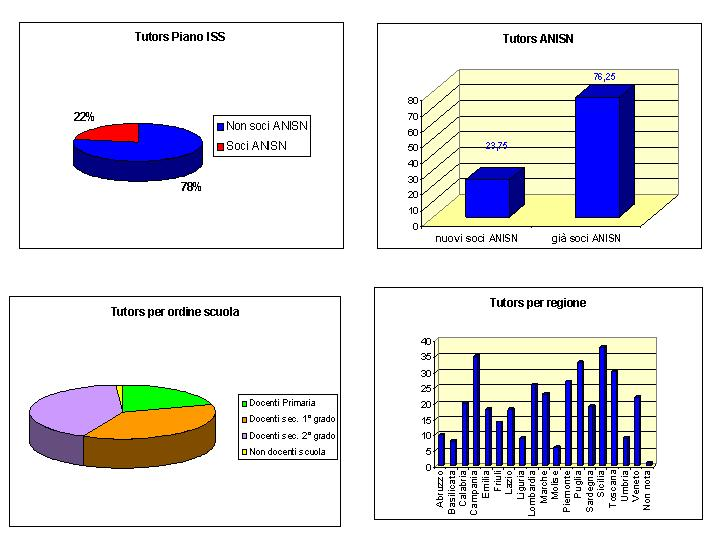 Tutors Piano ISS
22%
78%
Non soci ANISN
Soci ANISN
Tutors ANISN
80
70
60
50
40
30
20
10
0
23,75
76,25
nuovi soci ANISN
già soci ANISN
Tutors per ordine scuola
Docenti Primaria
Docenti sec. 1° grado
Docenti sec. 2° grado
Non docenti scuola
Tutors per regione
40
35
30
25
20
15
10
5
0
Abruzzo
Basilicata
Calabria
Campania
Emilia
Friuli
Lazio
Liguria
Lombardia
Marche
Molise
Piemonte
Puglia
Sardegna
Sicilia
Toscana
Umbria
Veneto
Non nota